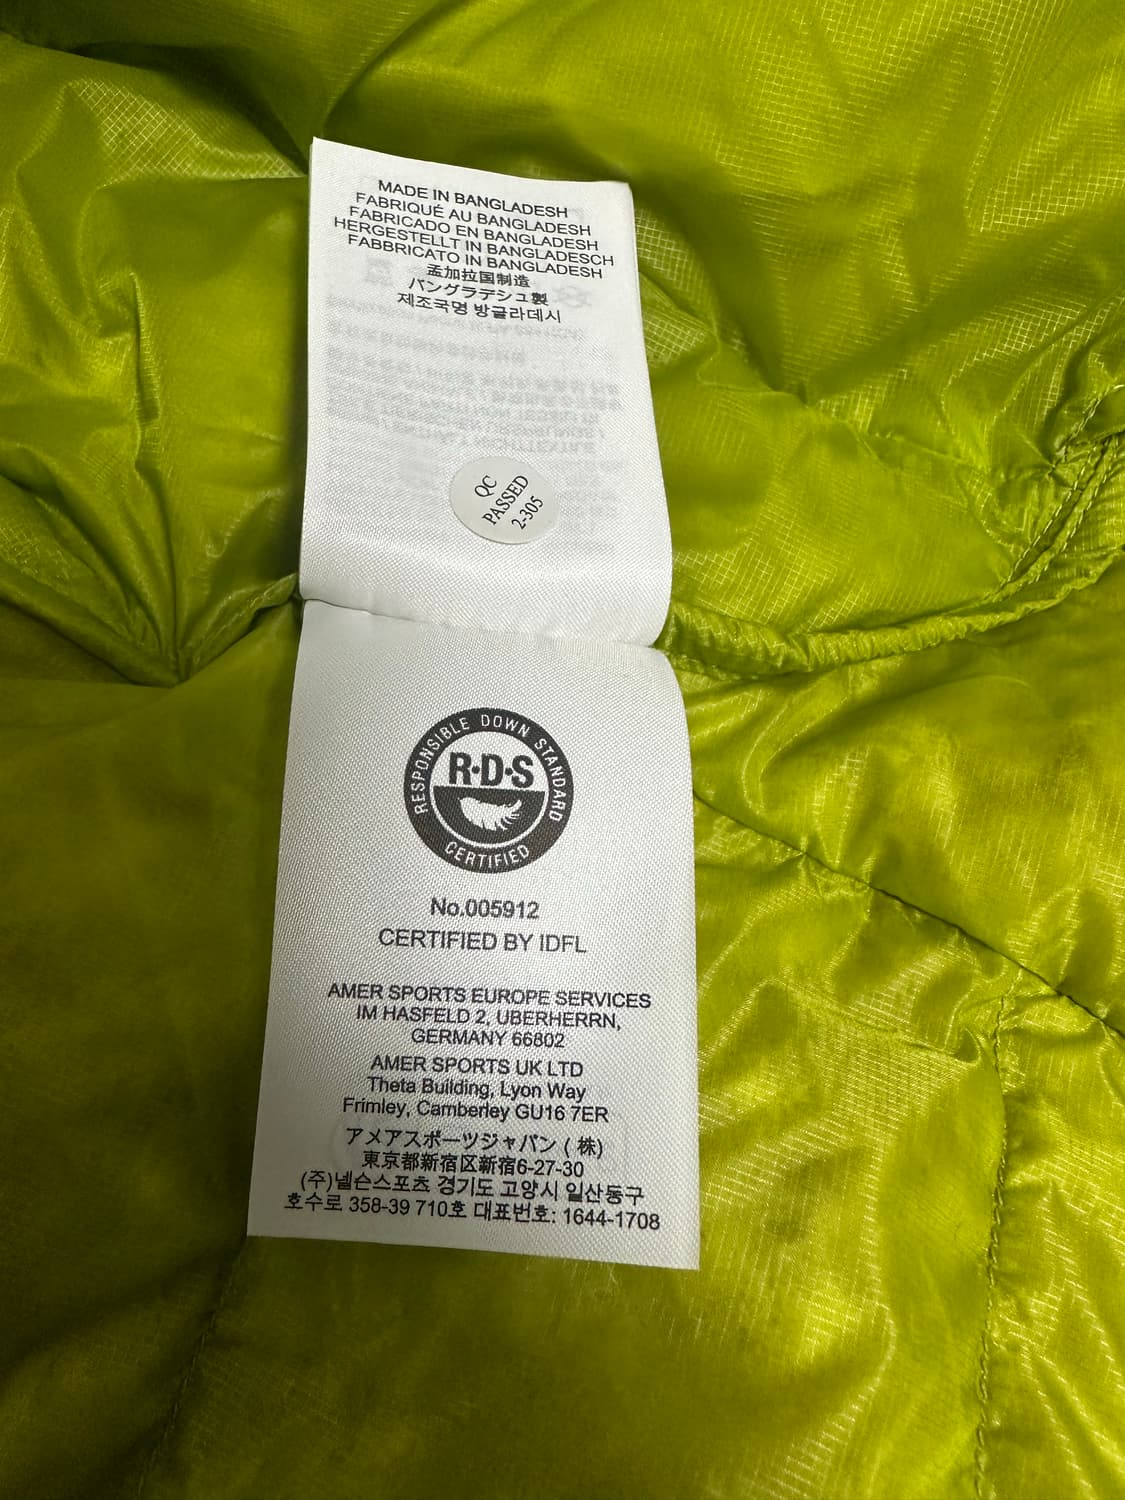 MADE IN BANGLADESH
FABRIQUÉ AU BANGLADESH
FABRICADO EN BANGLADESH
HERGESTELLT IN BANGLADESCH
FABBRICATO IN BANGLADESH
孟加拉国制造
バングラデシュ製
제조국명 방글라데시
QC
PASSED
2-305
RESPONSIBLE DOWN STANDARD
R·D·S
CERTIFIED
No.005912
CERTIFIED BY IDFL
AMER SPORTS EUROPE SERVICES
IM HASFELD 2, UBERHERRN,
GERMANY 66802
AMER SPORTS UK LTD
Theta Building, Lyon Way
Frimley, Camberley GU16 7ER
アメアスポーツジャパン (株)
東京都新宿区新宿6-27-30
(주)넬슨스포츠 경기도 고양시 일산동구
호수로 358-39 710호 대표번호: 1644-1708